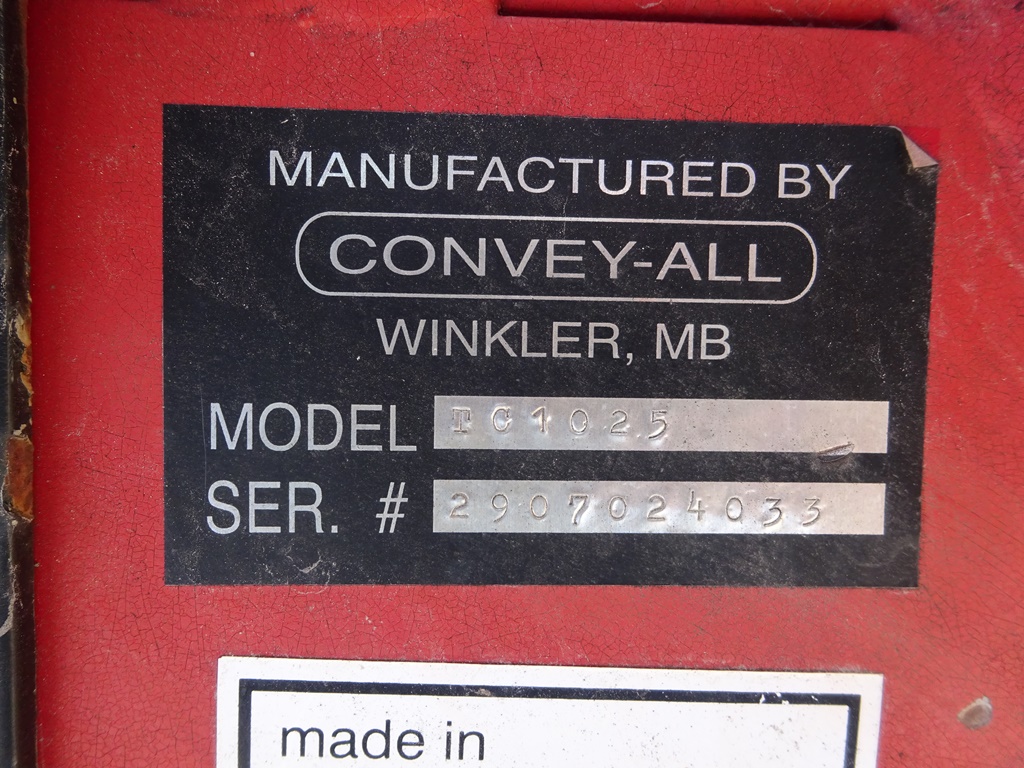 MANUFACTURED BY
CONVEY-ALL
WINKLER, MB
MODEL TC1025
SER. # 2907024033
made in